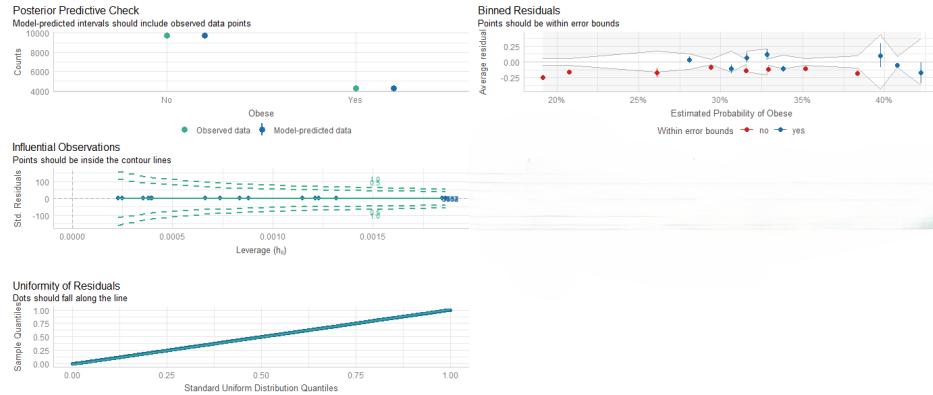 Posterior Predictive Check
Model-predicted intervals should include observed data points
Counts
10000
8000
6000
4000
No
Yes
Obese
Observed data
Model-predicted data
Binned Residuals
Points should be within error bounds
Average residual
0.25
0.00
-0.25
20%
25%
30%
35%
40%
Estimated Probability of Obese
Within error bounds
no
yes
Influential Observations
Points should be inside the contour lines
Std. Residuals
100
0
-100
0.0000
0.0005
0.0010
0.0015
Leverage (hᵢᵢ)
Uniformity of Residuals
Dots should fall along the line
Sample Quantiles
1.00
0.75
0.50
0.25
0.00
0.00
0.25
0.50
0.75
1.00
Standard Uniform Distribution Quantiles